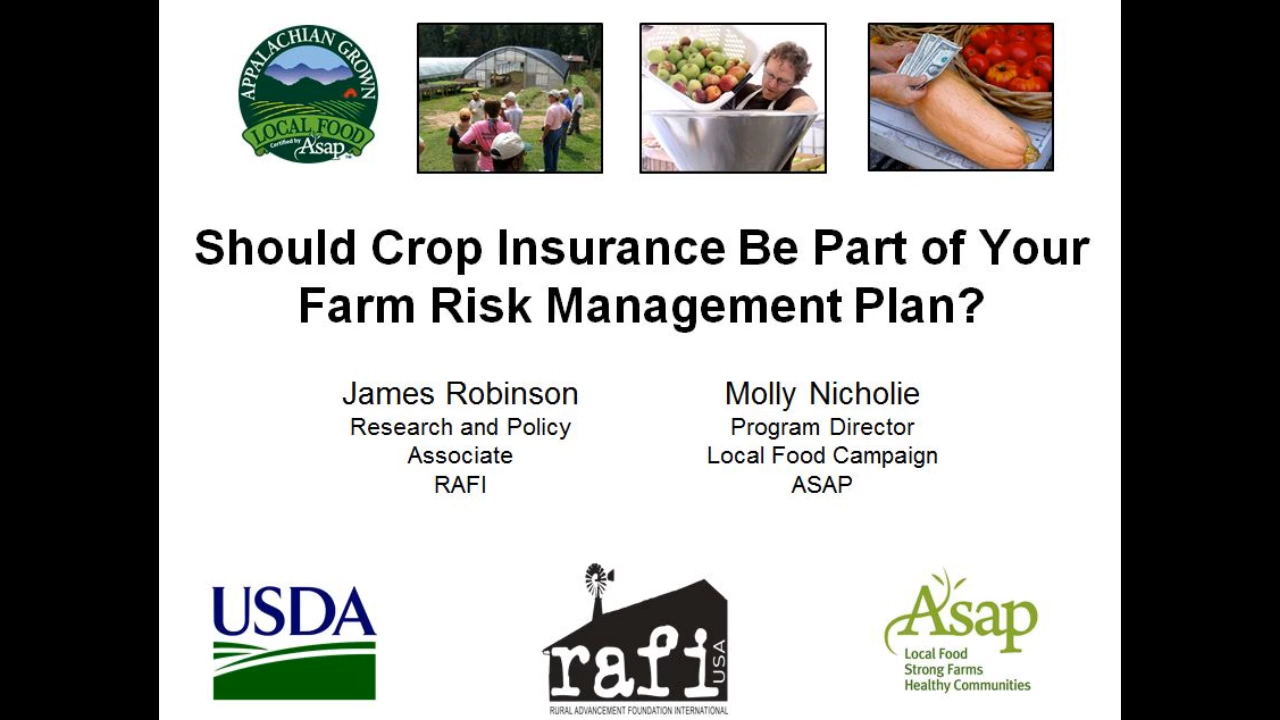 APPALACHIAN GROWN
LOCAL FOOD
Certified by Asap
TM
Should Crop Insurance Be Part of Your
Farm Risk Management Plan?
James Robinson
Research and Policy
Associate
RAFI
Molly Nicholie
Program Director
Local Food Campaign
ASAP
USDA
rafi
USA
RURAL ADVANCEMENT FOUNDATION INTERNATIONAL
Asap
Local Food
Strong Farms
Healthy Communities